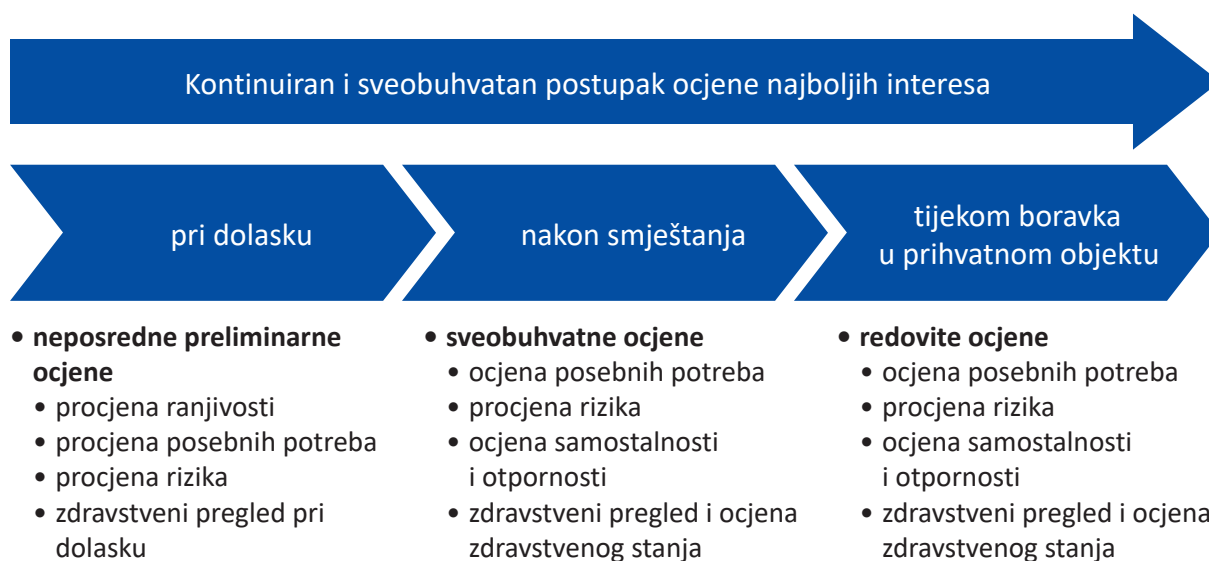 Kontinuiran i sveobuhvatan postupak ocjene najboljih interesa
pri dolasku
nakon smještanja
tijekom boravka
u prihvatnom objektu
• neposredne preliminarne
ocjene
• procjena ranjivosti
• procjena posebnih potreba
• procjena rizika
• zdravstveni pregled pri
dolasku
• sveobuhvatne ocjene
• ocjena posebnih potreba
• procjena rizika
• ocjena samostalnosti
i otpornosti
• zdravstveni pregled i ocjena
zdravstvenog stanja
• redovite ocjene
• ocjena posebnih potreba
• procjena rizika
• ocjena samostalnosti
i otpornosti
• zdravstveni pregled i ocjena
zdravstvenog stanja